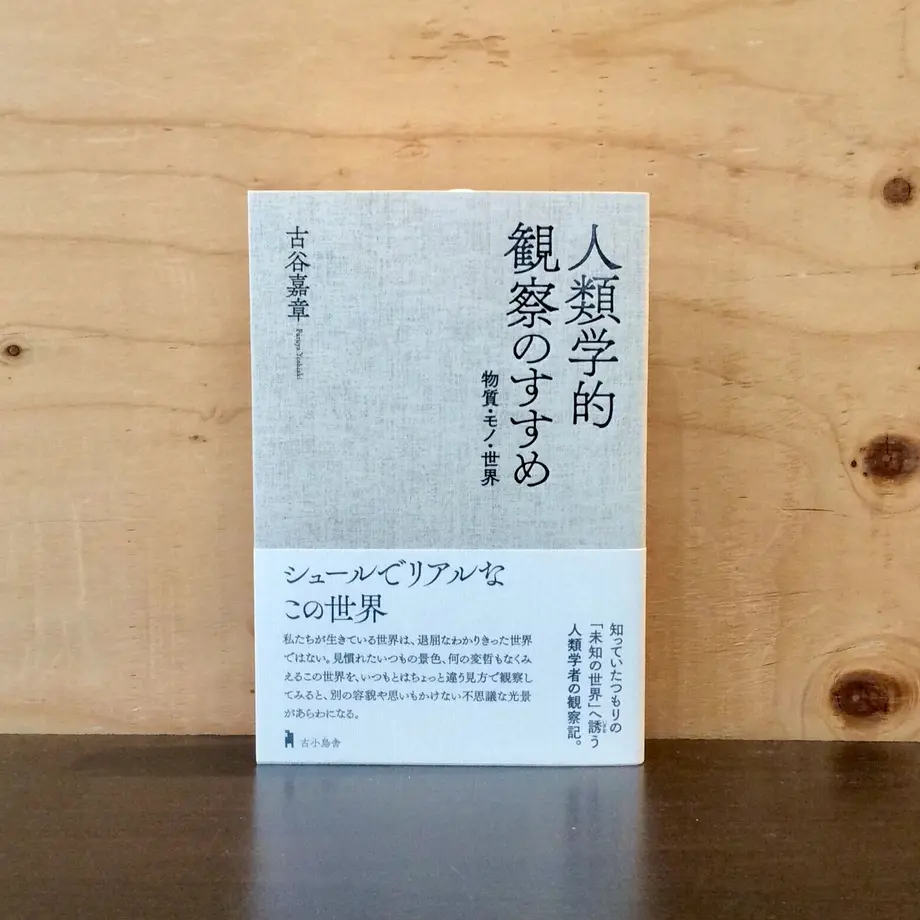 人類学的
観察のすすめ
物質・モノ・世界
古谷嘉章
Furuya Yoshiaki
シュールでリアルな
この世界
私たちが生きている世界は、退屈なわかりきった世界
ではない。見慣れたいつもの景色、何の変哲もなくみ
えるこの世界を、いつもとはちょっと違う見方で観察し
てみると、別の容貌や思いもかけない不思議な光景
があらわになる。
知っていたつもりの
「未知の世界」へ誘う
人類学者の観察記。
古小烏舎